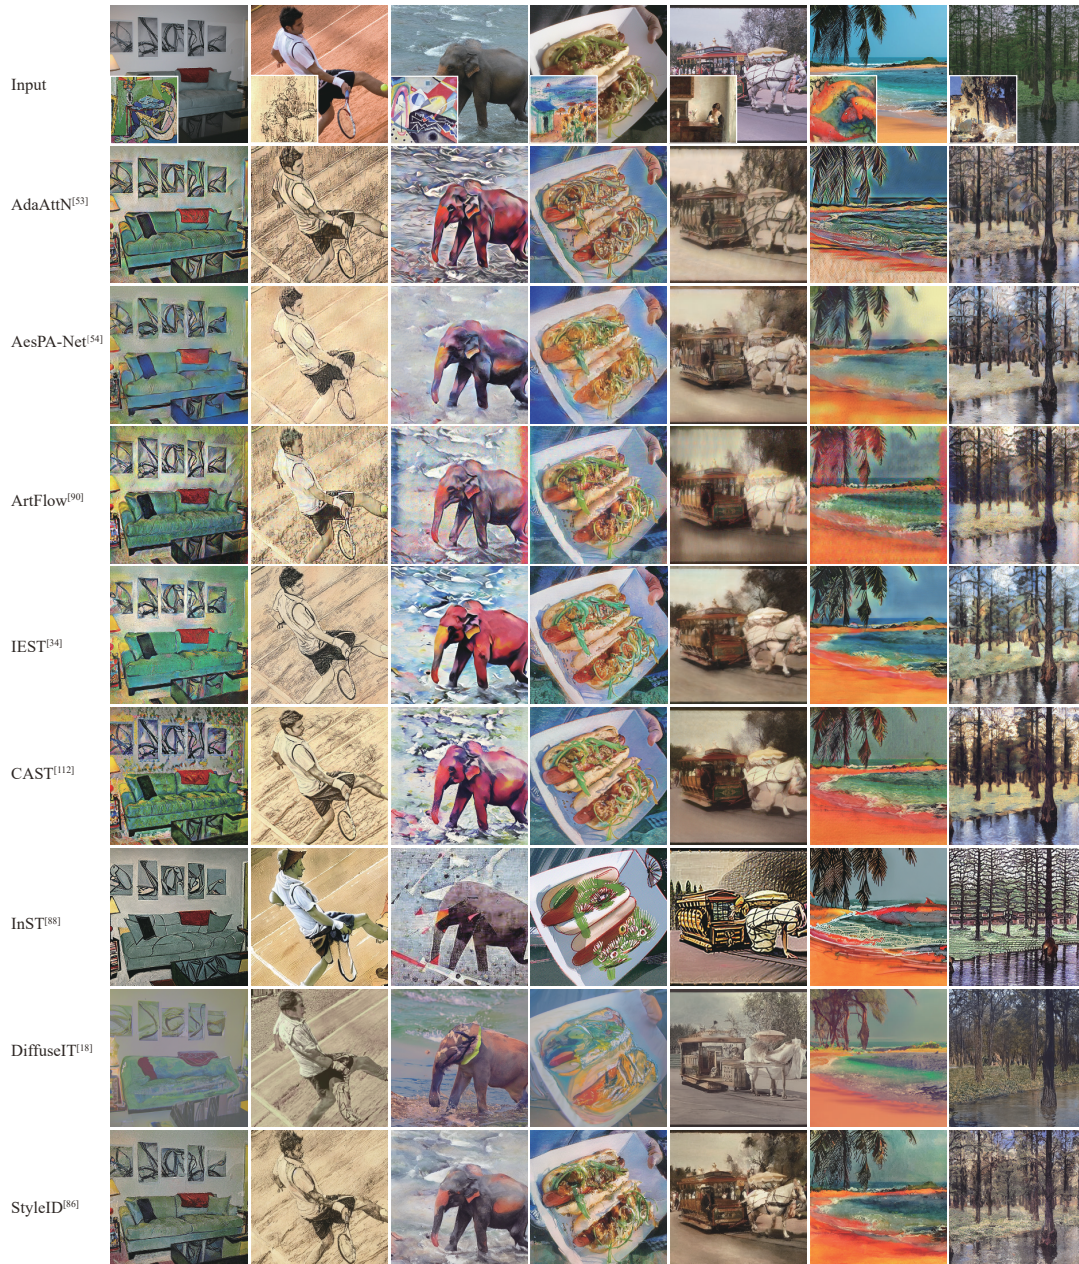 Input
AdaAttN[53]
AesPA-Net[54]
ArtFlow[90]
IEST[34]
CAST[112]
InST[88]
DiffuseIT[18]
StyleID[86]